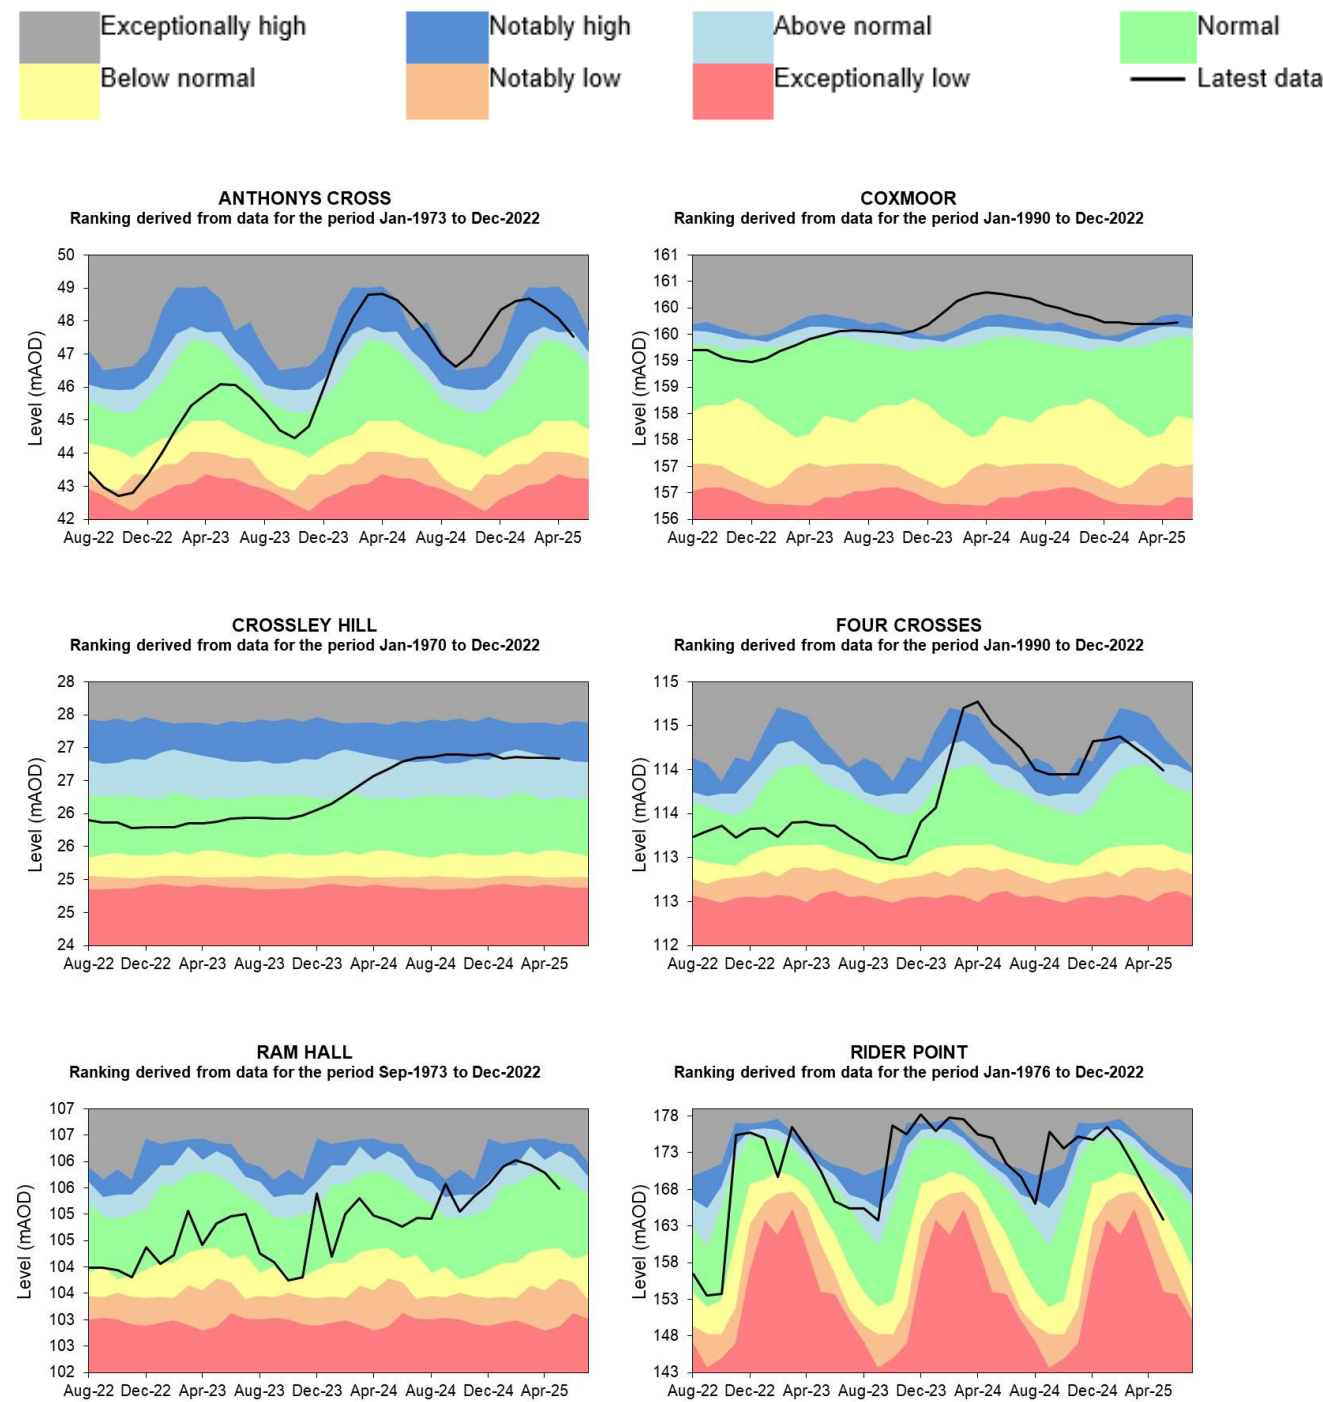 Exceptionally high Notably high Above normal Normal
Below normal Notably low Exceptionally low Latest data
ANTHONYS CROSS
Ranking derived from data for the period Jan-1973 to Dec-2022
Level (mAOD)
50
49
48
47
46
45
44
43
42
Aug-22 Dec-22 Apr-23 Aug-23 Dec-23 Apr-24 Aug-24 Dec-24 Apr-25
COXMOOR
Ranking derived from data for the period Jan-1990 to Dec-2022
Level (mAOD)
161
161
160
160
159
159
158
158
157
157
156
Aug-22 Dec-22 Apr-23 Aug-23 Dec-23 Apr-24 Aug-24 Dec-24 Apr-25
CROSSLEY HILL
Ranking derived from data for the period Jan-1970 to Dec-2022
Level (mAOD)
28
28
27
27
26
26
25
25
24
Aug-22 Dec-22 Apr-23 Aug-23 Dec-23 Apr-24 Aug-24 Dec-24 Apr-25
FOUR CROSSES
Ranking derived from data for the period Jan-1990 to Dec-2022
Level (mAOD)
115
115
114
114
113
113
112
Aug-22 Dec-22 Apr-23 Aug-23 Dec-23 Apr-24 Aug-24 Dec-24 Apr-25
RAM HALL
Ranking derived from data for the period Sep-1973 to Dec-2022
Level (mAOD)
107
107
106
106
105
105
104
104
103
103
102
Aug-22 Dec-22 Apr-23 Aug-23 Dec-23 Apr-24 Aug-24 Dec-24 Apr-25
RIDER POINT
Ranking derived from data for the period Jan-1976 to Dec-2022
Level (mAOD)
178
173
168
163
158
153
148
143
Aug-22 Dec-22 Apr-23 Aug-23 Dec-23 Apr-24 Aug-24 Dec-24 Apr-25